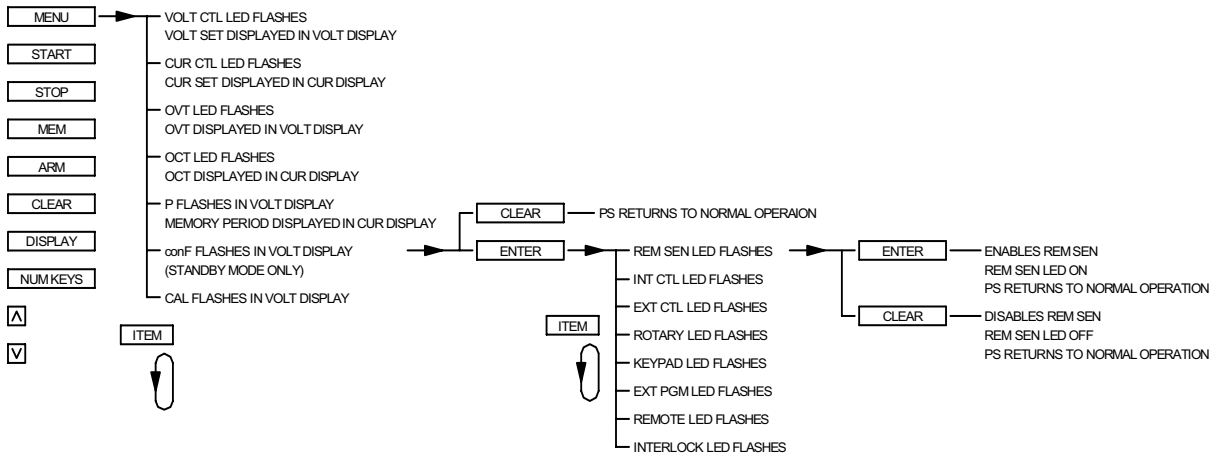 MENU
START
STOP
MEM
ARM
CLEAR
DISPLAY
NUM KEYS
VOLT CTL LED FLASHES
VOLT SET DISPLAYED IN VOLT DISPLAY
CUR CTL LED FLASHES
CUR SET DISPLAYED IN CUR DISPLAY
OVT LED FLASHES
OVT DISPLAYED IN VOLT DISPLAY
OCT LED FLASHES
OCT DISPLAYED IN CUR DISPLAY
P FLASHES IN VOLT DISPLAY
MEMORY PERIOD DISPLAYED IN CUR DISPLAY
conF FLASHES IN VOLT DISPLAY
(STANDBY MODE ONLY)
CAL FLASHES IN VOLT DISPLAY
ITEM
CLEAR
PS RETURNS TO NORMAL OPERAION
ENTER
REM SEN LED FLASHES
INT CTL LED FLASHES
EXT CTL LED FLASHES
ROTARY LED FLASHES
KEYPAD LED FLASHES
EXT PGM LED FLASHES
REMOTE LED FLASHES
INTERLOCK LED FLASHES
ITEM
ENTER
ENABLES REM SEN
REM SEN LED ON
PS RETURNS TO NORMAL OPERATION
CLEAR
DISABLES REM SEN
REM SEN LED OFF
PS RETURNS TO NORMAL OPERATION